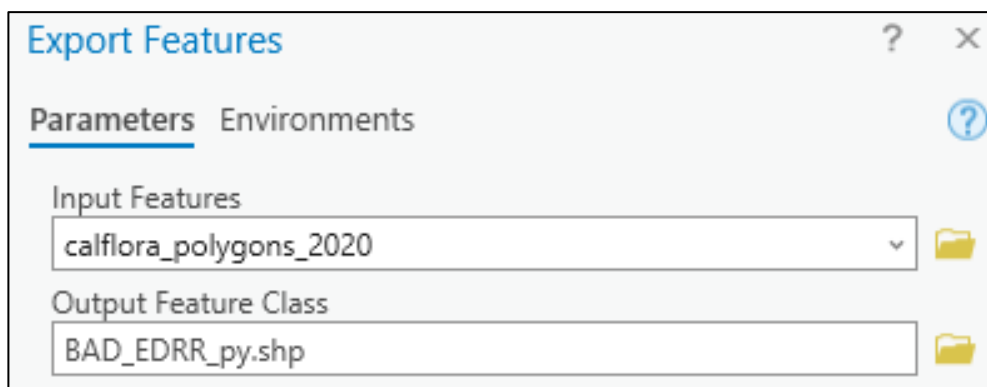 Export Features ? ×
Parameters Environments ?
Input Features
calflora_polygons_2020
Output Feature Class
BAD_EDRR_py.shp